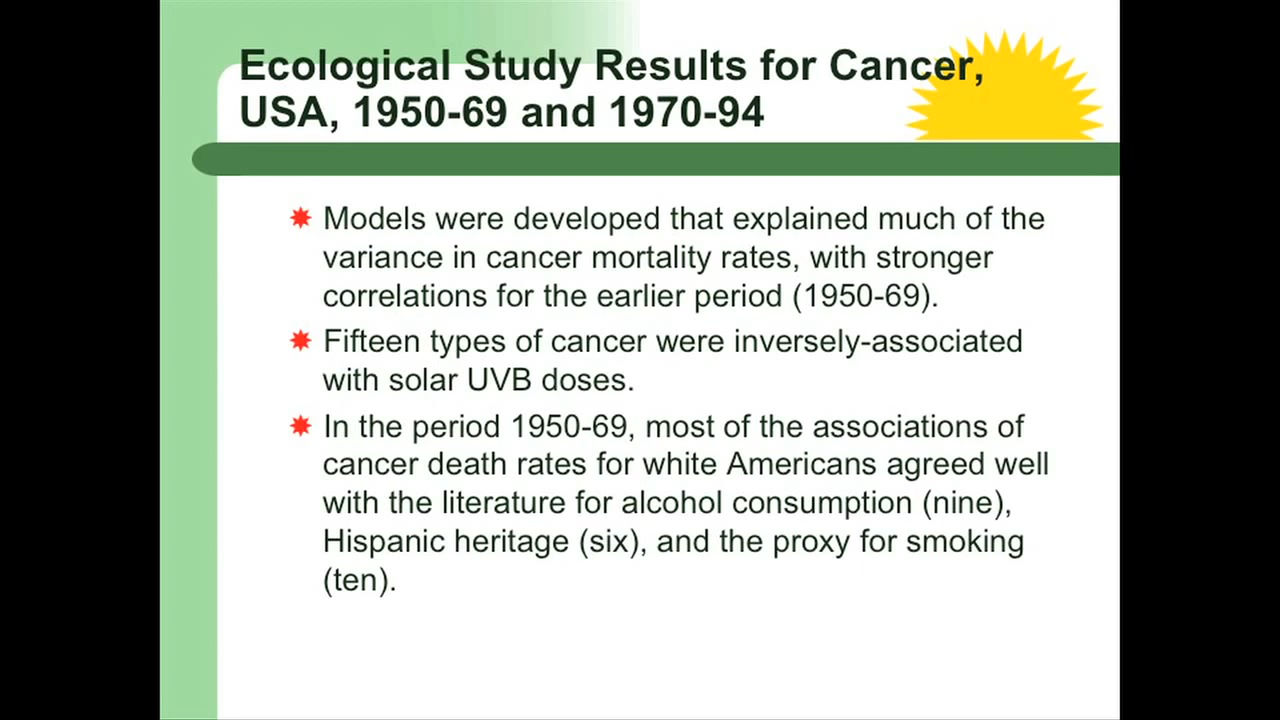 Ecological Study Results for Cancer,
USA, 1950-69 and 1970-94
Models were developed that explained much of the
variance in cancer mortality rates, with stronger
correlations for the earlier period (1950-69).
Fifteen types of cancer were inversely-associated
with solar UVB doses.
In the period 1950-69, most of the associations of
cancer death rates for white Americans agreed well
with the literature for alcohol consumption (nine),
Hispanic heritage (six), and the proxy for smoking
(ten).